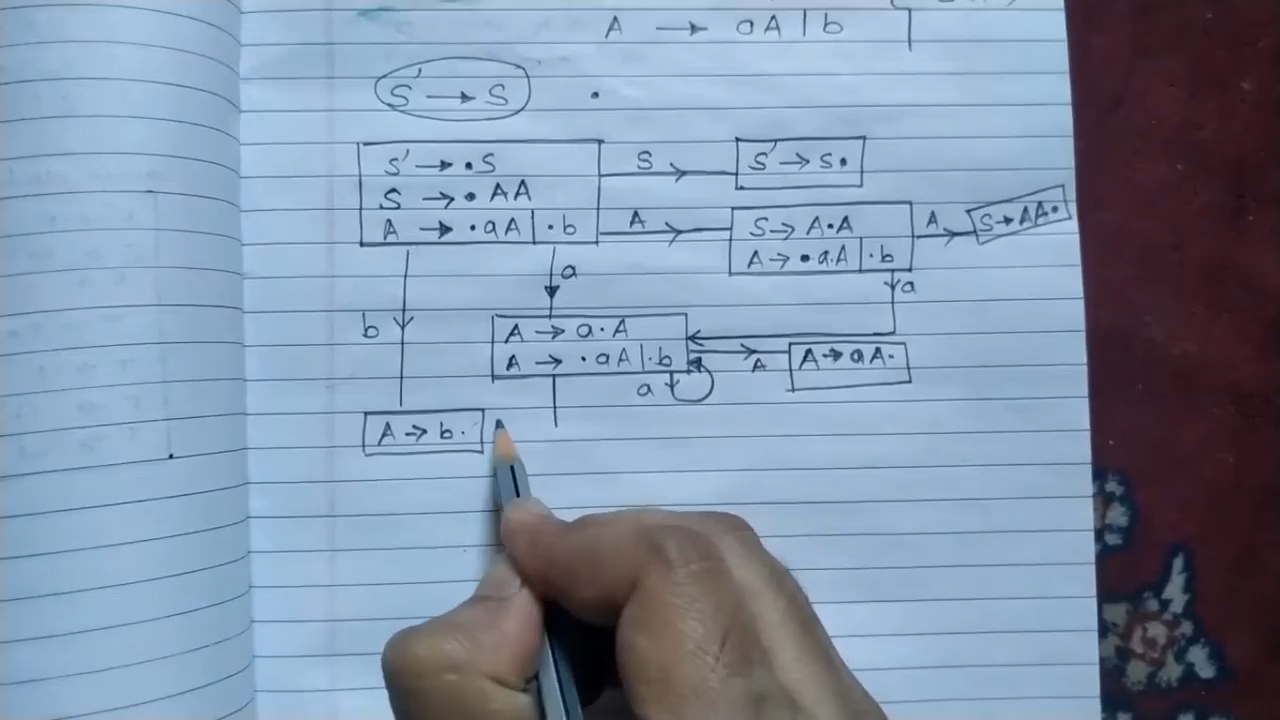 A → aA | b
S' → S
S' → •S
S → •AA
A → •aA | •b
S
S' → S•
A
S → A•A
A → •aA | •b
A
S → AA•
b
a
a
A → a•A
A → •aA | •b
A
A → aA•
a
A → b•